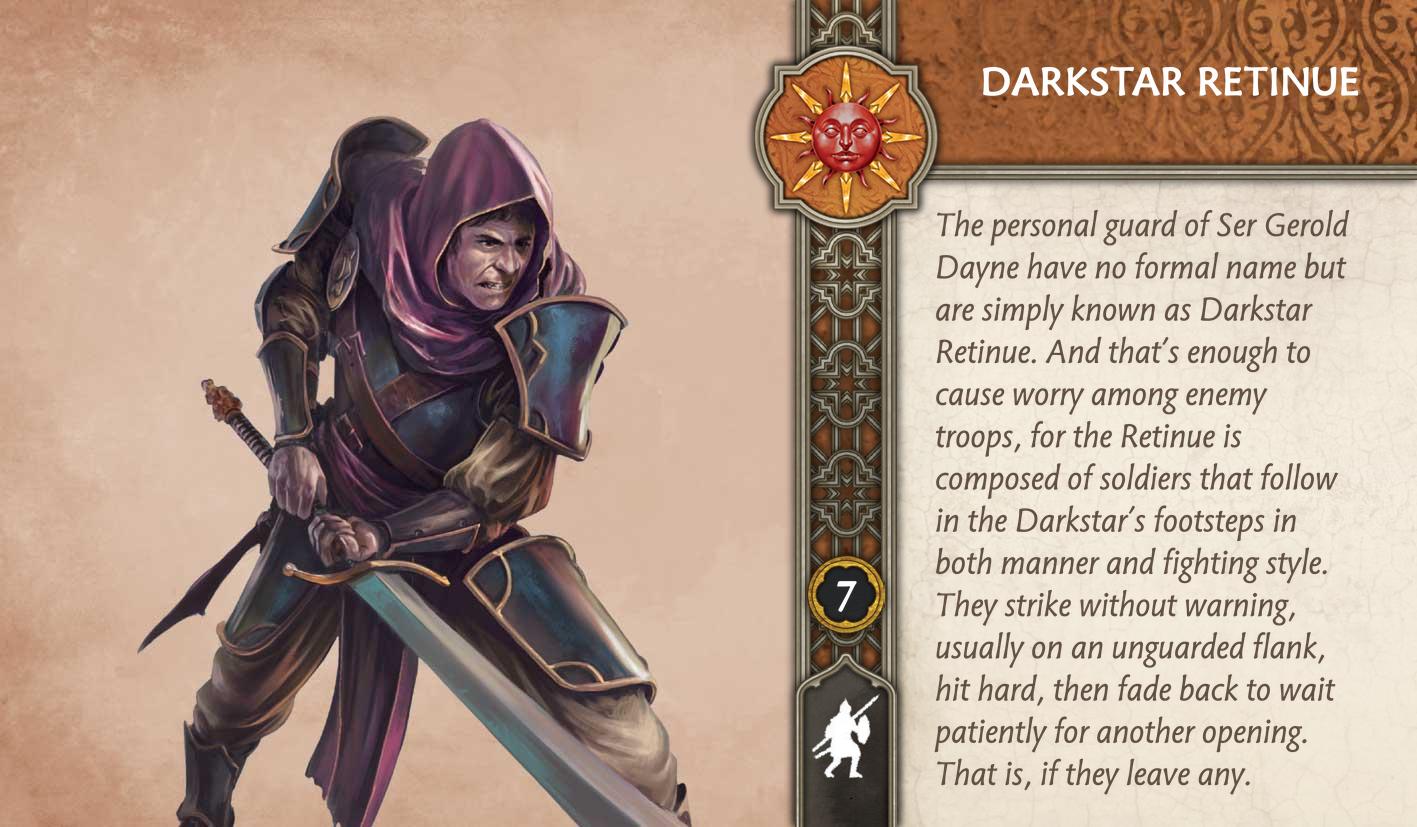 DARKSTAR RETINUE
The personal guard of Ser Gerold
Dayne have no formal name but
are simply known as Darkstar
Retinue. And that's enough to
cause worry among enemy
troops, for the Retinue is
composed of soldiers that follow
in the Darkstar's footsteps in
both manner and fighting style.
They strike without warning,
usually on an unguarded flank,
hit hard, then fade back to wait
patiently for another opening.
That is, if they leave any.
7